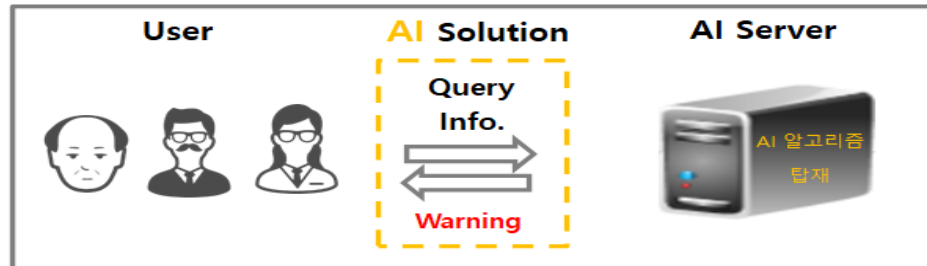 User
AI Solution
AI Server
Query
Info.
Warning
AI 알고리즘
탑재